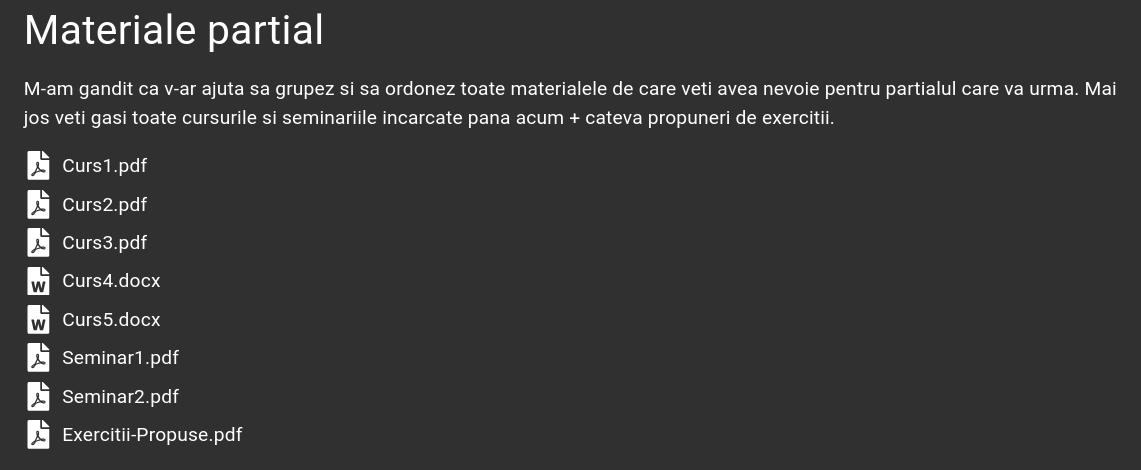 Materiale partial
M-am gandit ca v-ar ajuta sa grupez si sa ordonez toate materialele de care veti avea nevoie pentru partialul care va urma. Mai
jos veti gasi toate cursurile si seminariile incarcate pana acum + cateva propuneri de exercitii.
Curs1.pdf
Curs2.pdf
Curs3.pdf
W Curs4.docx
W Curs5.docx
Seminar1.pdf
Seminar2.pdf
Exercitii-Propuse.pdf